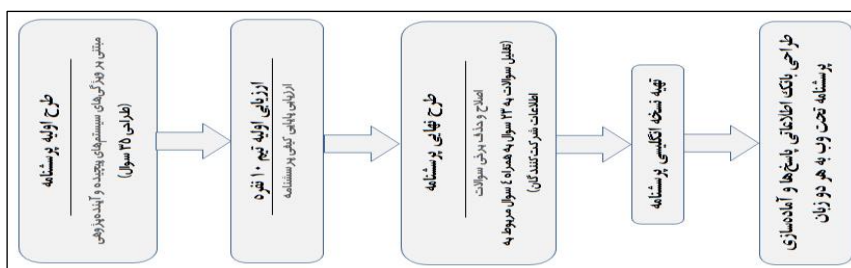 طرح اولیه پرسشنامه
مبتنی بر ویژگی‌های سیستم‌های پیچیده و آینده‌پژوهی
(طراحی ۳۵ سوال)
ارزیابی اولیه تیم ۱۰ نفره
ارزیابی پایایی کیفی پرسشنامه
طرح نهایی پرسشنامه
اصلاح و حذف برخی سوالات
(تقلیل سوالات به ۲۳ سوال به همراه ٤ سوال مربوط به
اطلاعات شرکت‌کنندگان)
تهیه نسخه انگلیسی پرسشنامه
طراحی بانک اطلاعاتی پاسخ‌ها و آماده‌سازی
پرسشنامه تحت وب به هر دو زبان